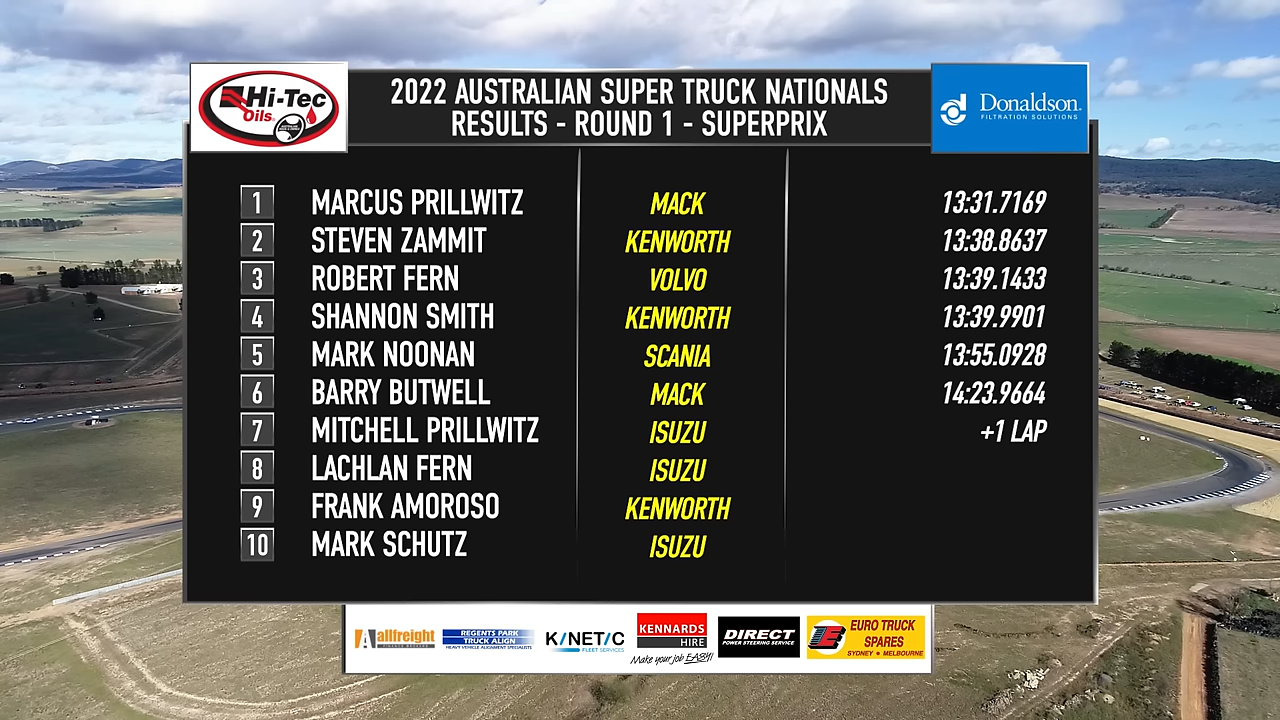 Hi-Tec
Oils
2022 AUSTRALIAN SUPER TRUCK NATIONALS
RESULTS - ROUND 1 - SUPERPRIX
Donaldson.
FILTRATION SOLUTIONS
1 MARCUS PRILLWITZ MACK 13:31.7169
2 STEVEN ZAMMIT KENWORTH 13:38.8637
3 ROBERT FERN VOLVO 13:39.1433
4 SHANNON SMITH KENWORTH 13:39.9901
5 MARK NOONAN SCANIA 13:55.0928
6 BARRY BUTWELL MACK 14:23.9664
7 MITCHELL PRILLWITZ ISUZU +1 LAP
8 LACHLAN FERN ISUZU
9 FRANK AMOROSO KENWORTH
10 MARK SCHUTZ ISUZU
allfreight
REGENTS PARK
TRUCK ALIGN
HEAVY VEHICLE ALIGNMENT SPECIALISTS
KINETIC
FLEET SERVICES
KENNARDS
HIRE
Make your job EASY!
DIRECT
POWER STEERING SERVICE
EURO TRUCK
SPARES
SYDNEY • MELBOURNE